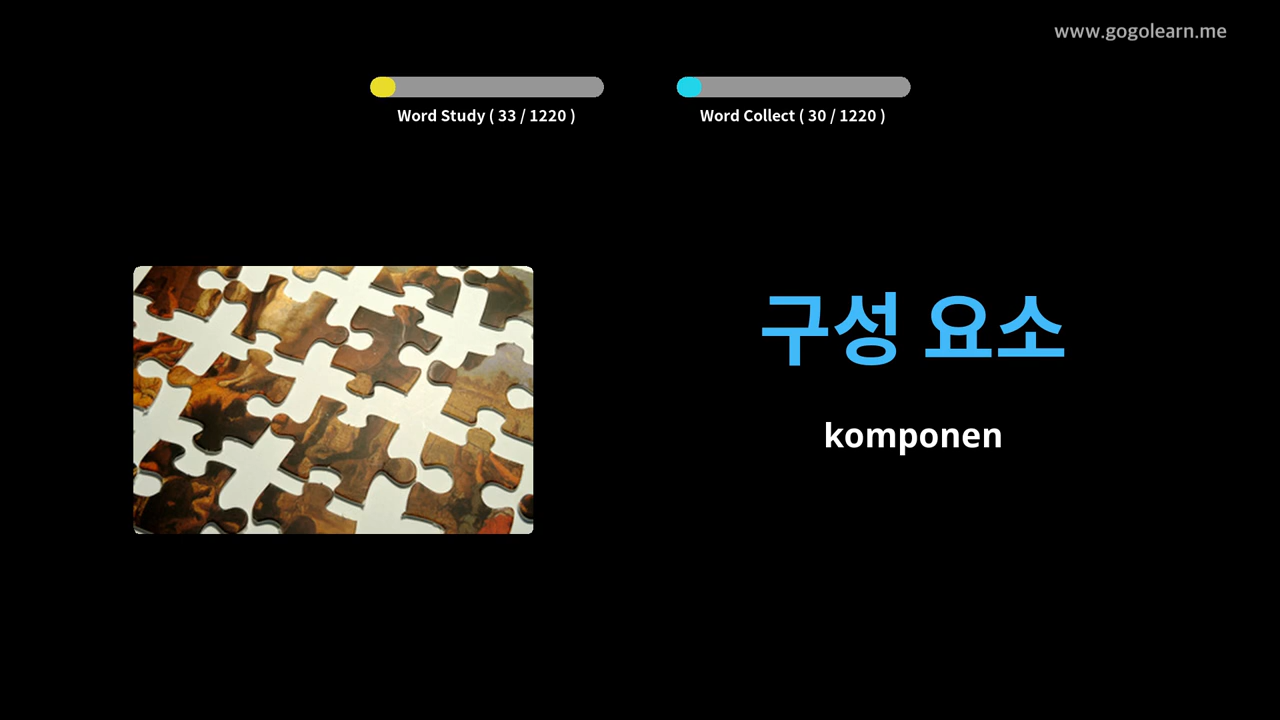 www.gogolearn.me
Word Study ( 33 / 1220 )
Word Collect ( 30 / 1220 )
구성 요소
komponen